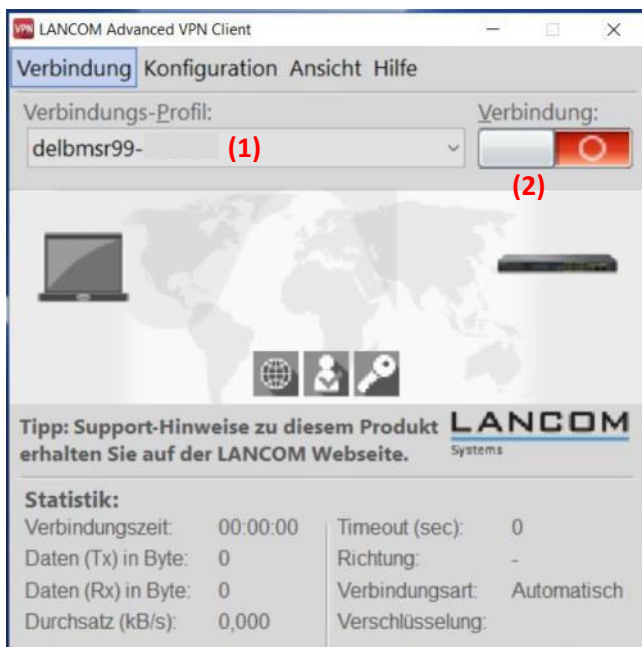 VPN LANCOM Advanced VPN Client
Verbindung Konfiguration Ansicht Hilfe
Verbindungs-Profil: Verbindung:
delbmsr99- (1)
(2)
Tipp: Support-Hinweise zu diesem Produkt
erhalten Sie auf der LANCOM Webseite.
LANCOM
Systems
Statistik:
Verbindungszeit: 00:00:00 Timeout (sec): 0
Daten (Tx) in Byte: 0 Richtung: -
Daten (Rx) in Byte: 0 Verbindungsart: Automatisch
Durchsatz (kB/s): 0,000 Verschlüsselung: